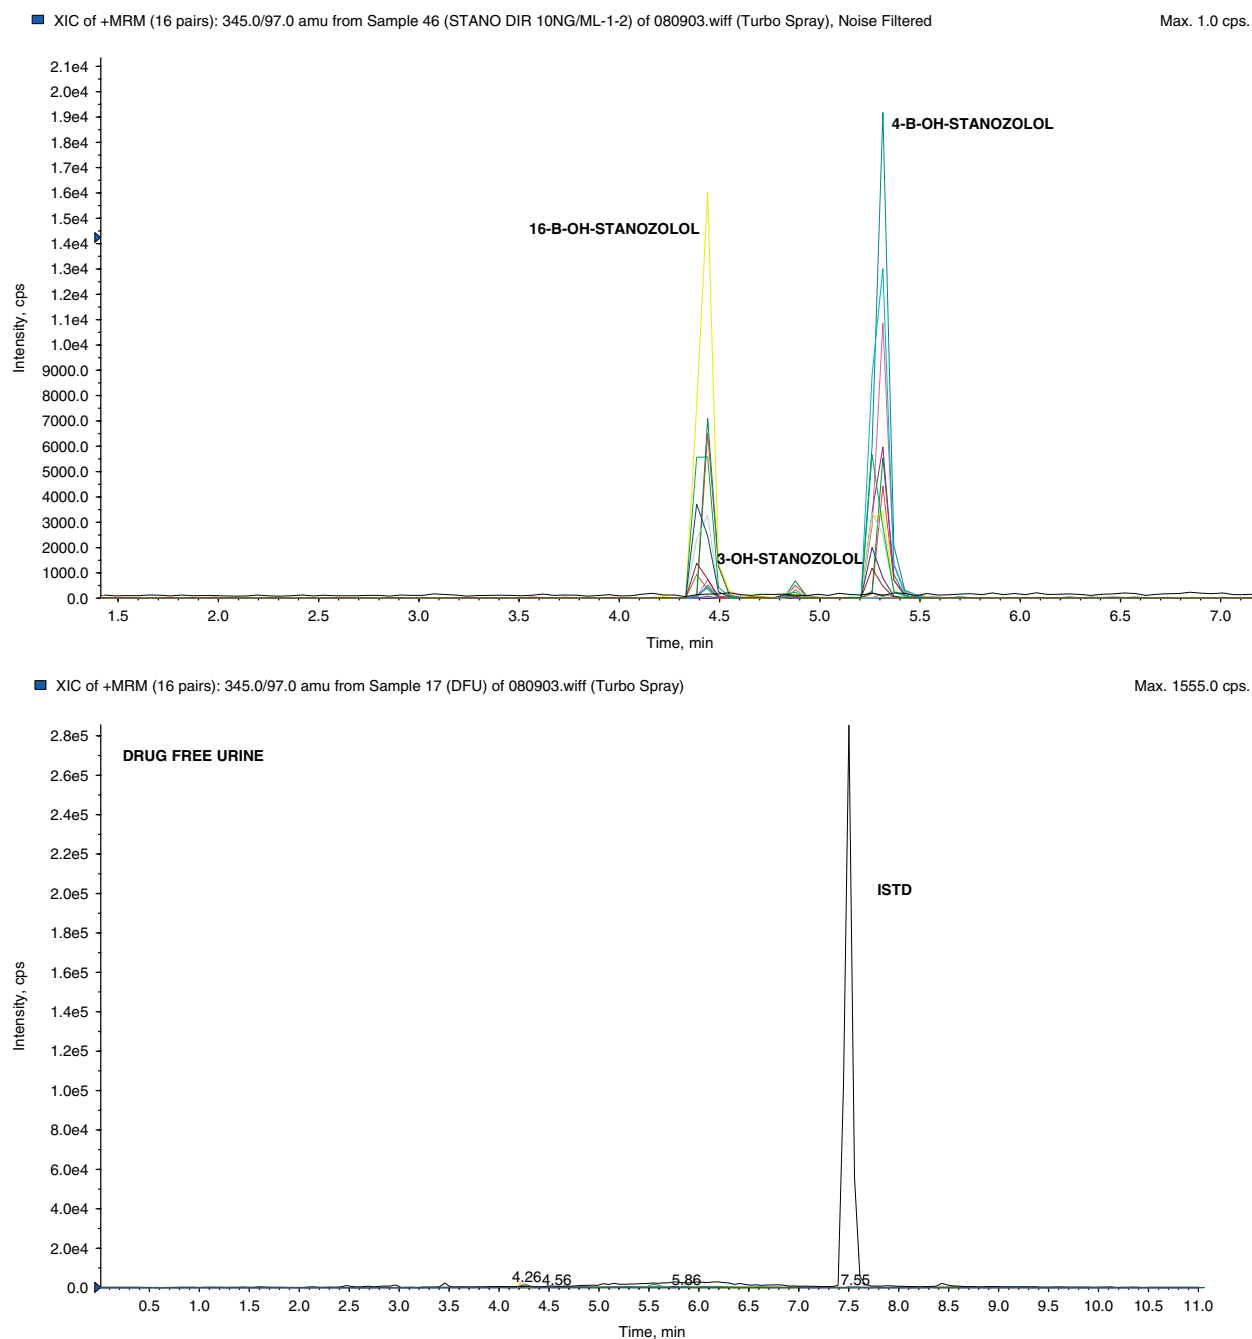 XIC of +MRM (16 pairs): 345.0/97.0 amu from Sample 46 (STANO DIR 10NG/ML-1-2) of 080903.wiff (Turbo Spray), Noise Filtered Max. 1.0 cps.
2.1e4
2.0e4
1.9e4
1.8e4
1.7e4
1.6e4
1.5e4
1.4e4
1.3e4
1.2e4
1.1e4
1.0e4
9000.0
8000.0
7000.0
6000.0
5000.0
4000.0
3000.0
2000.0
1000.0
0.0
Intensity, cps
4-B-OH-STANOZOLOL
16-B-OH-STANOZOLOL
3-OH-STANOZOLOL
1.5 2.0 2.5 3.0 3.5 4.0 4.5 5.0 5.5 6.0 6.5 7.0
Time, min
XIC of +MRM (16 pairs): 345.0/97.0 amu from Sample 17 (DFU) of 080903.wiff (Turbo Spray) Max. 1555.0 cps.
2.8e5
2.6e5
2.4e5
2.2e5
2.0e5
1.8e5
1.6e5
1.4e5
1.2e5
1.0e5
8.0e4
6.0e4
4.0e4
2.0e4
0.0
Intensity, cps
DRUG FREE URINE
ISTD
4.26 4.56 5.86 7.55
0.5 1.0 1.5 2.0 2.5 3.0 3.5 4.0 4.5 5.0 5.5 6.0 6.5 7.0 7.5 8.0 8.5 9.0 9.5 10.0 10.5 11.0
Time, min